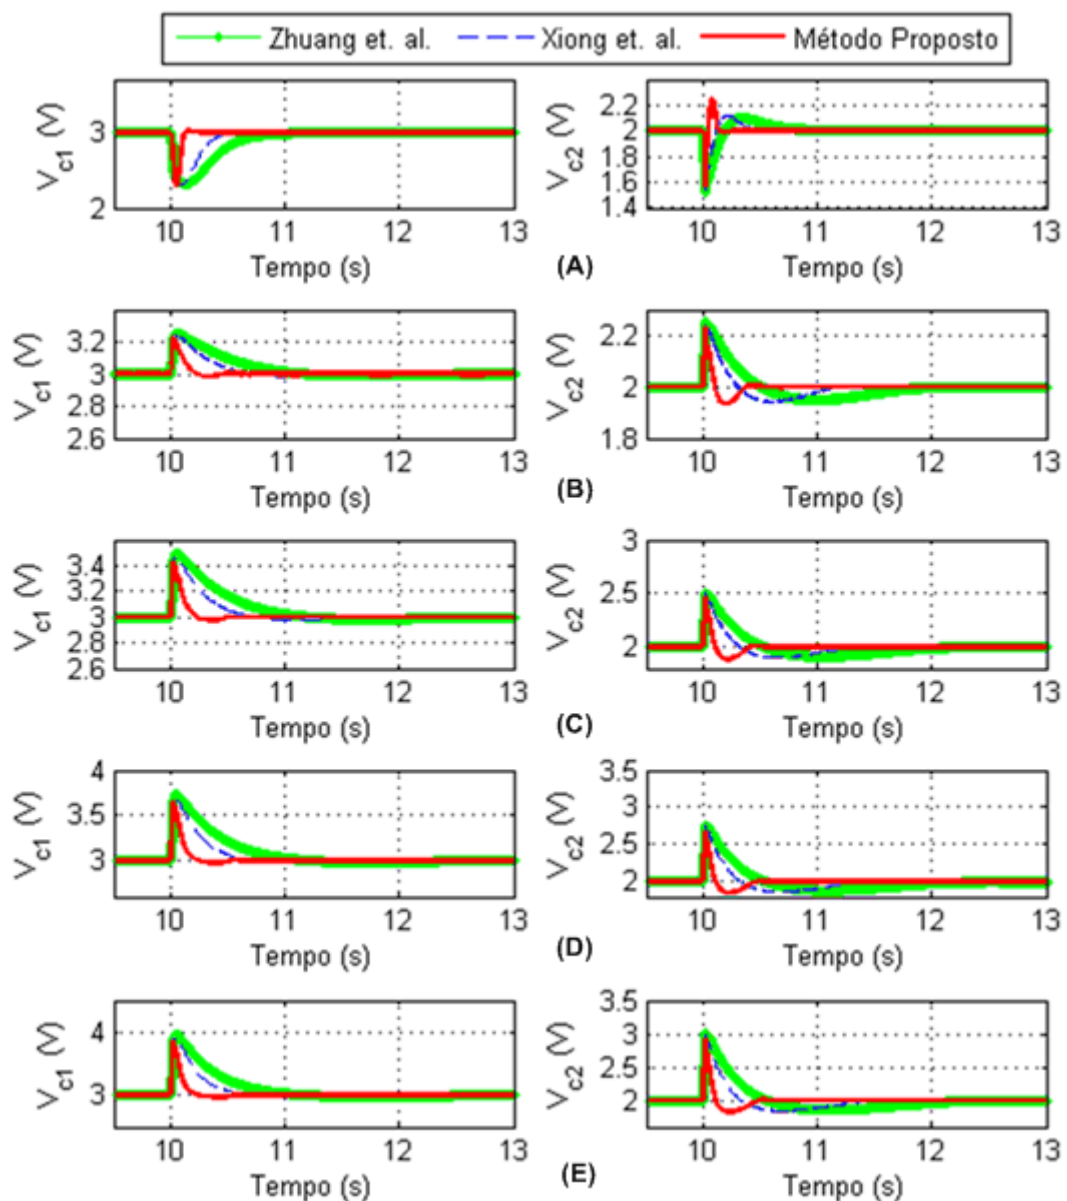 Zhuang et. al. Xiong et. al. Método Proposto
V_c1 (V)
3
2
10 11 12 13
Tempo (s)
V_c2 (V)
2.2
2
1.8
1.6
1.4
10 11 12 13
Tempo (s)
(A)
V_c1 (V)
3.2
3
2.8
2.6
10 11 12 13
Tempo (s)
V_c2 (V)
2.2
2
1.8
10 11 12 13
Tempo (s)
(B)
V_c1 (V)
3.4
3.2
3
2.8
2.6
10 11 12 13
Tempo (s)
V_c2 (V)
3
2.5
2
10 11 12 13
Tempo (s)
(C)
V_c1 (V)
4
3.5
3
10 11 12 13
Tempo (s)
V_c2 (V)
3.5
3
2.5
2
10 11 12 13
Tempo (s)
(D)
V_c1 (V)
4
3
10 11 12 13
Tempo (s)
V_c2 (V)
3.5
3
2.5
2
10 11 12 13
Tempo (s)
(E)